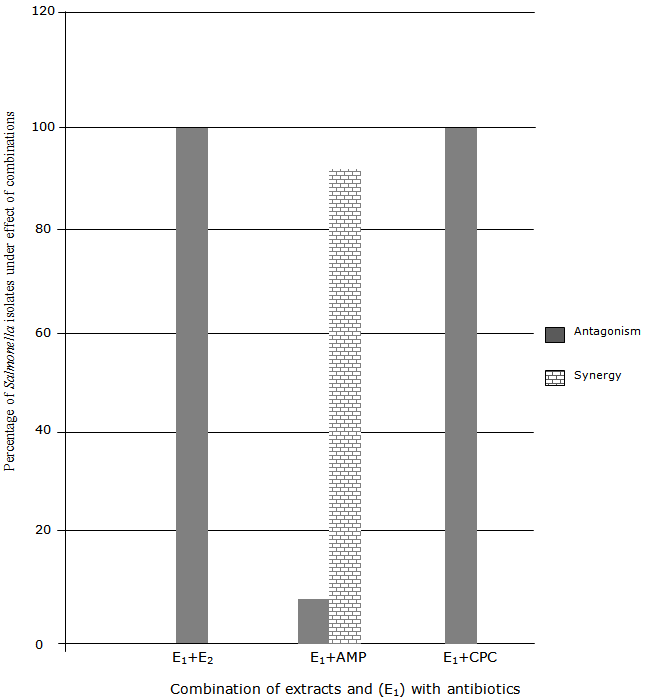 120
100
80
60
40
20
0
Percentage of Salmonella isolates under effect of combinations
E₁+E₂
E₁+AMP
E₁+CPC
Combination of extracts and (E₁) with antibiotics
Antagonism
Synergy